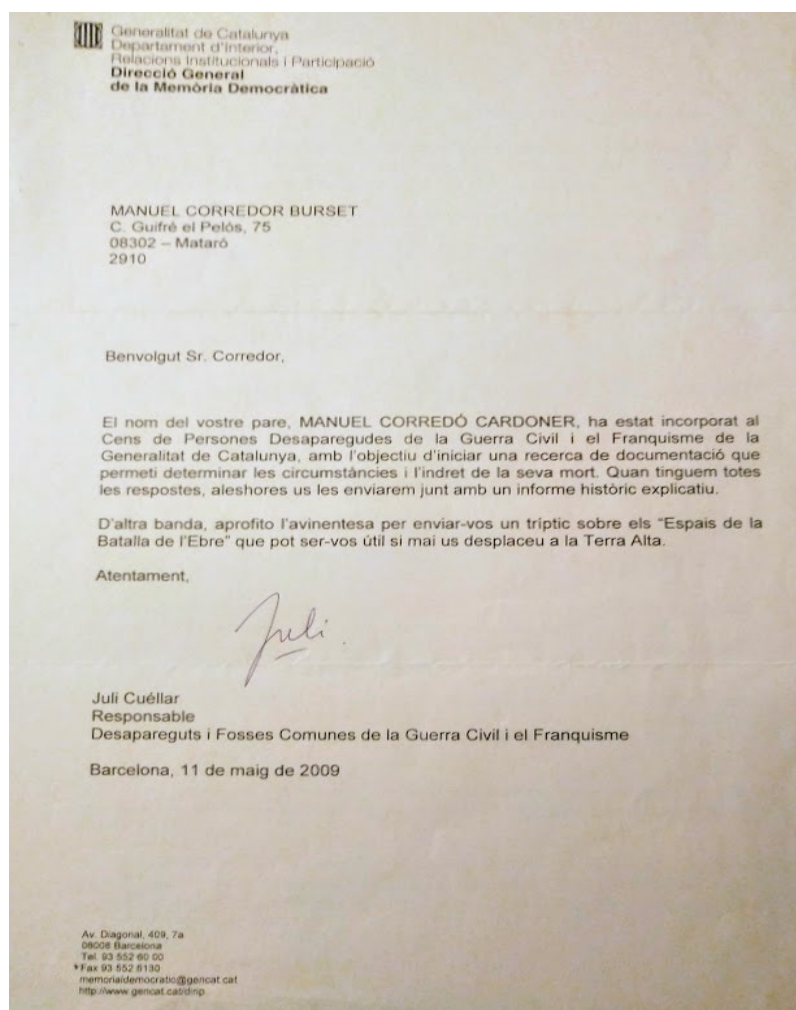 Generalitat de Catalunya
Departament d'Interior,
Relacions Institucionals i Participació
Direcció General
de la Memòria Democràtica
MANUEL CORREDOR BURSET
C. Guifré el Pelós, 75
08302 – Mataró
2910
Benvolgut Sr. Corredor,
El nom del vostre pare, MANUEL CORREDÓ CARDONER, ha estat incorporat al
Cens de Persones Desaparegudes de la Guerra Civil i el Franquisme de la
Generalitat de Catalunya, amb l'objectiu d'iniciar una recerca de documentació que
permeti determinar les circumstàncies i l'indret de la seva mort. Quan tinguem totes
les respostes, aleshores us les enviarem junt amb un informe històric explicatiu.
D'altra banda, aprofito l'avinentesa per enviar-vos un tríptic sobre els "Espais de la
Batalla de l'Ebre" que pot ser-vos útil si mai us desplaceu a la Terra Alta.
Atentament,
Juli
Juli Cuéllar
Responsable
Desapareguts i Fosses Comunes de la Guerra Civil i el Franquisme
Barcelona, 11 de maig de 2009
Av. Diagonal, 409, 7a
08008 Barcelona
Tel. 93 552 60 00
Fax 93 552 8130
memorialdemocratic@gencat.cat
http://www.gencat.cat/dirip